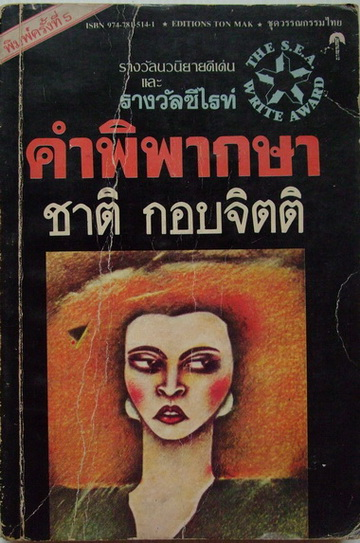 พิมพ์ครั้งที่ 5
ISBN 974-781-514-1 ★ EDITIONS TON MAK ★ ชุดวรรณกรรมไทย
รางวัลนวนิยายดีเด่น
และ
รางวัลซีไรท์
THE S.E.A.
WRITE AWARD
คำพิพากษา
ชาติ กอบจิตติ